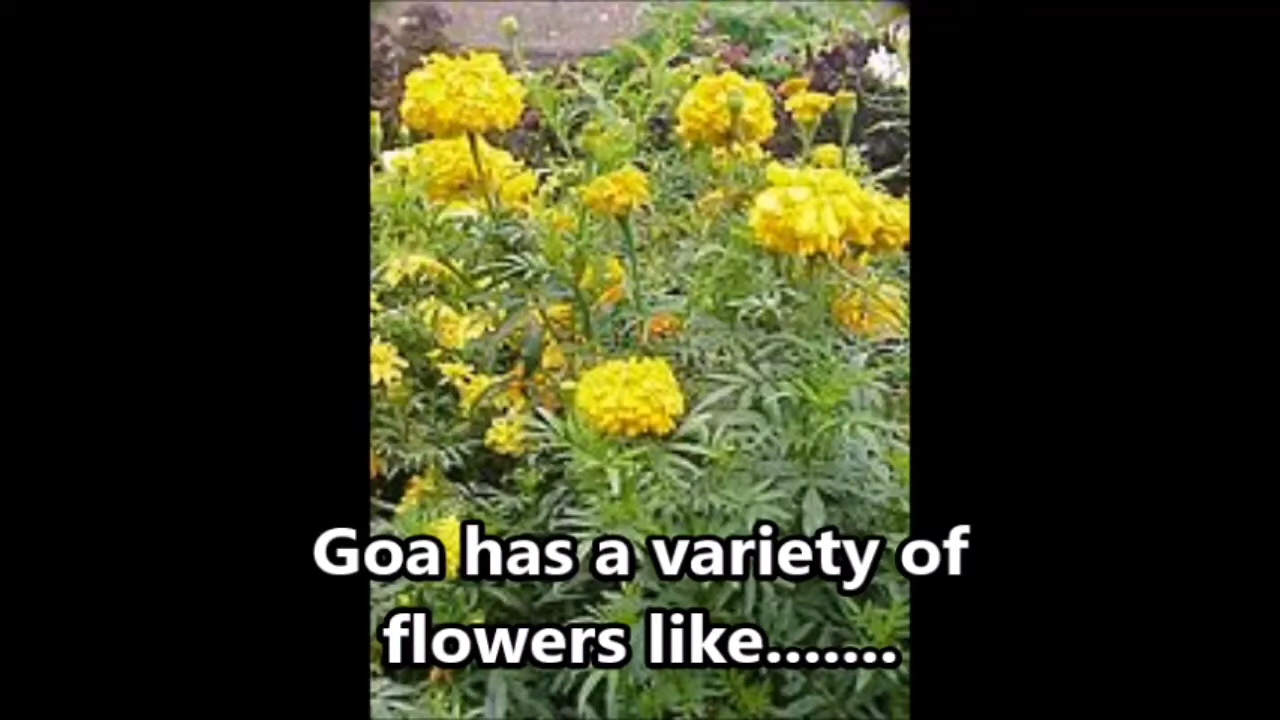 Goa has a variety of
flowers like.......